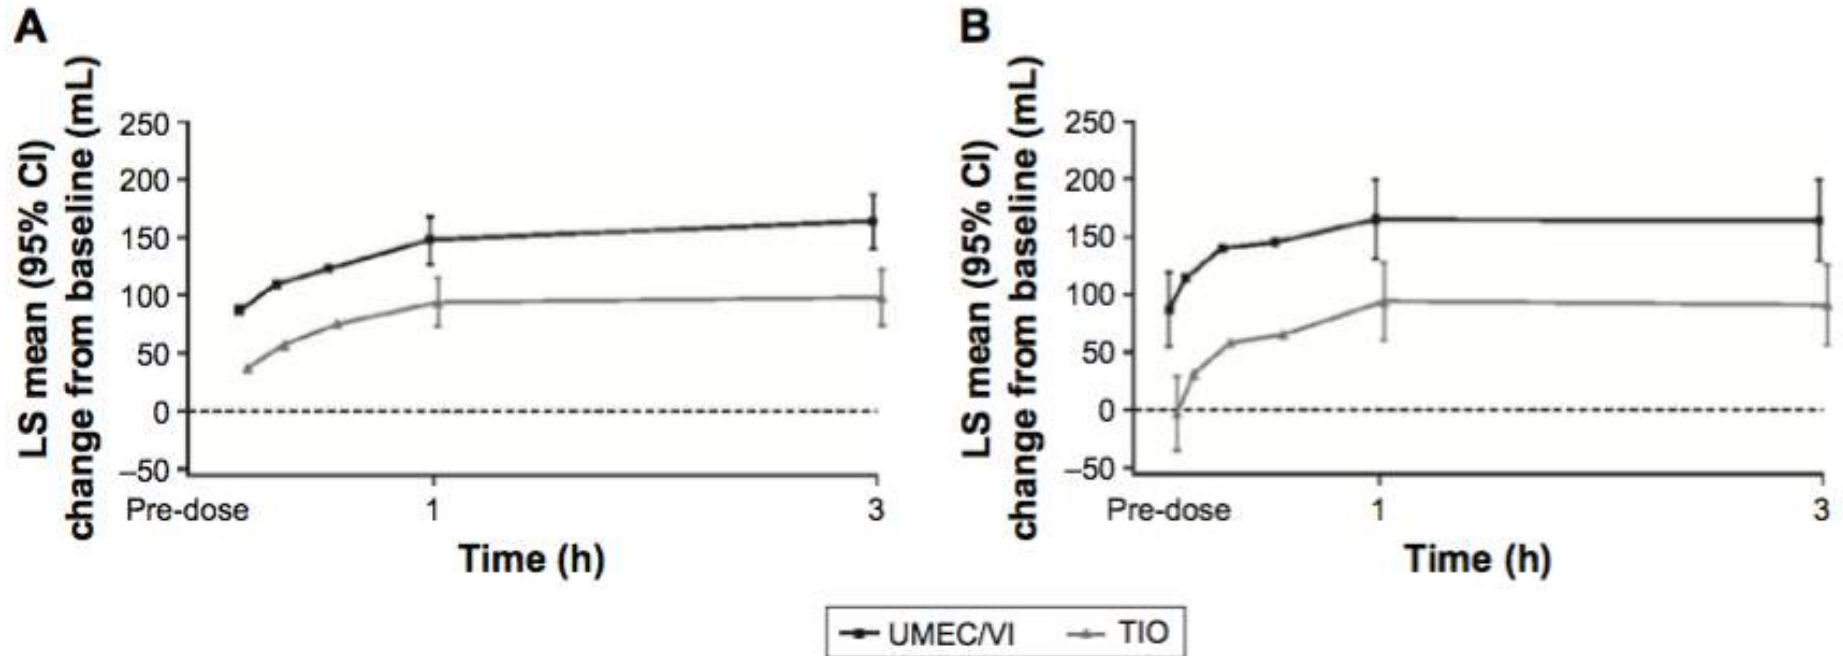 A
LS mean (95% CI)
change from baseline (mL)
250
200
150
100
50
0
–50
Pre-dose 1 3
Time (h)
B
LS mean (95% CI)
change from baseline (mL)
250
200
150
100
50
0
–50
Pre-dose 1 3
Time (h)
UMEC/VI TIO